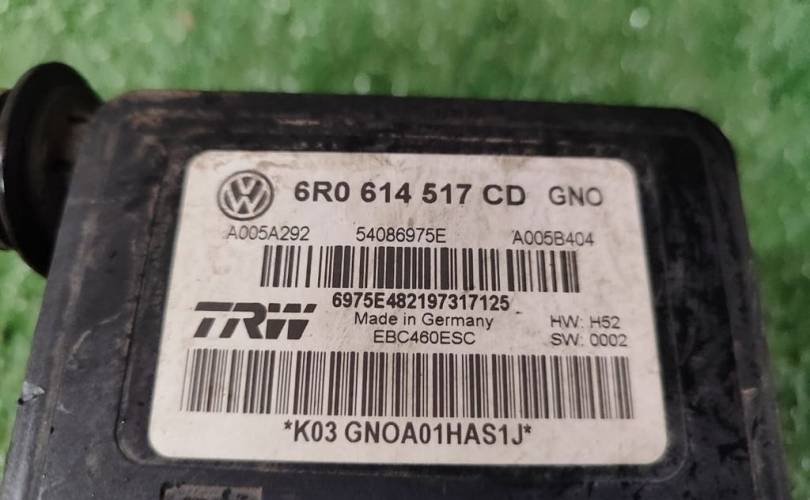 6R0 614 517 CD GNO
A005A292 54086975E A005B404
6975E482197317125
TRW Made in Germany HW: H52
EBC460ESC SW: 0002
*K03 GNOA01HAS1J*